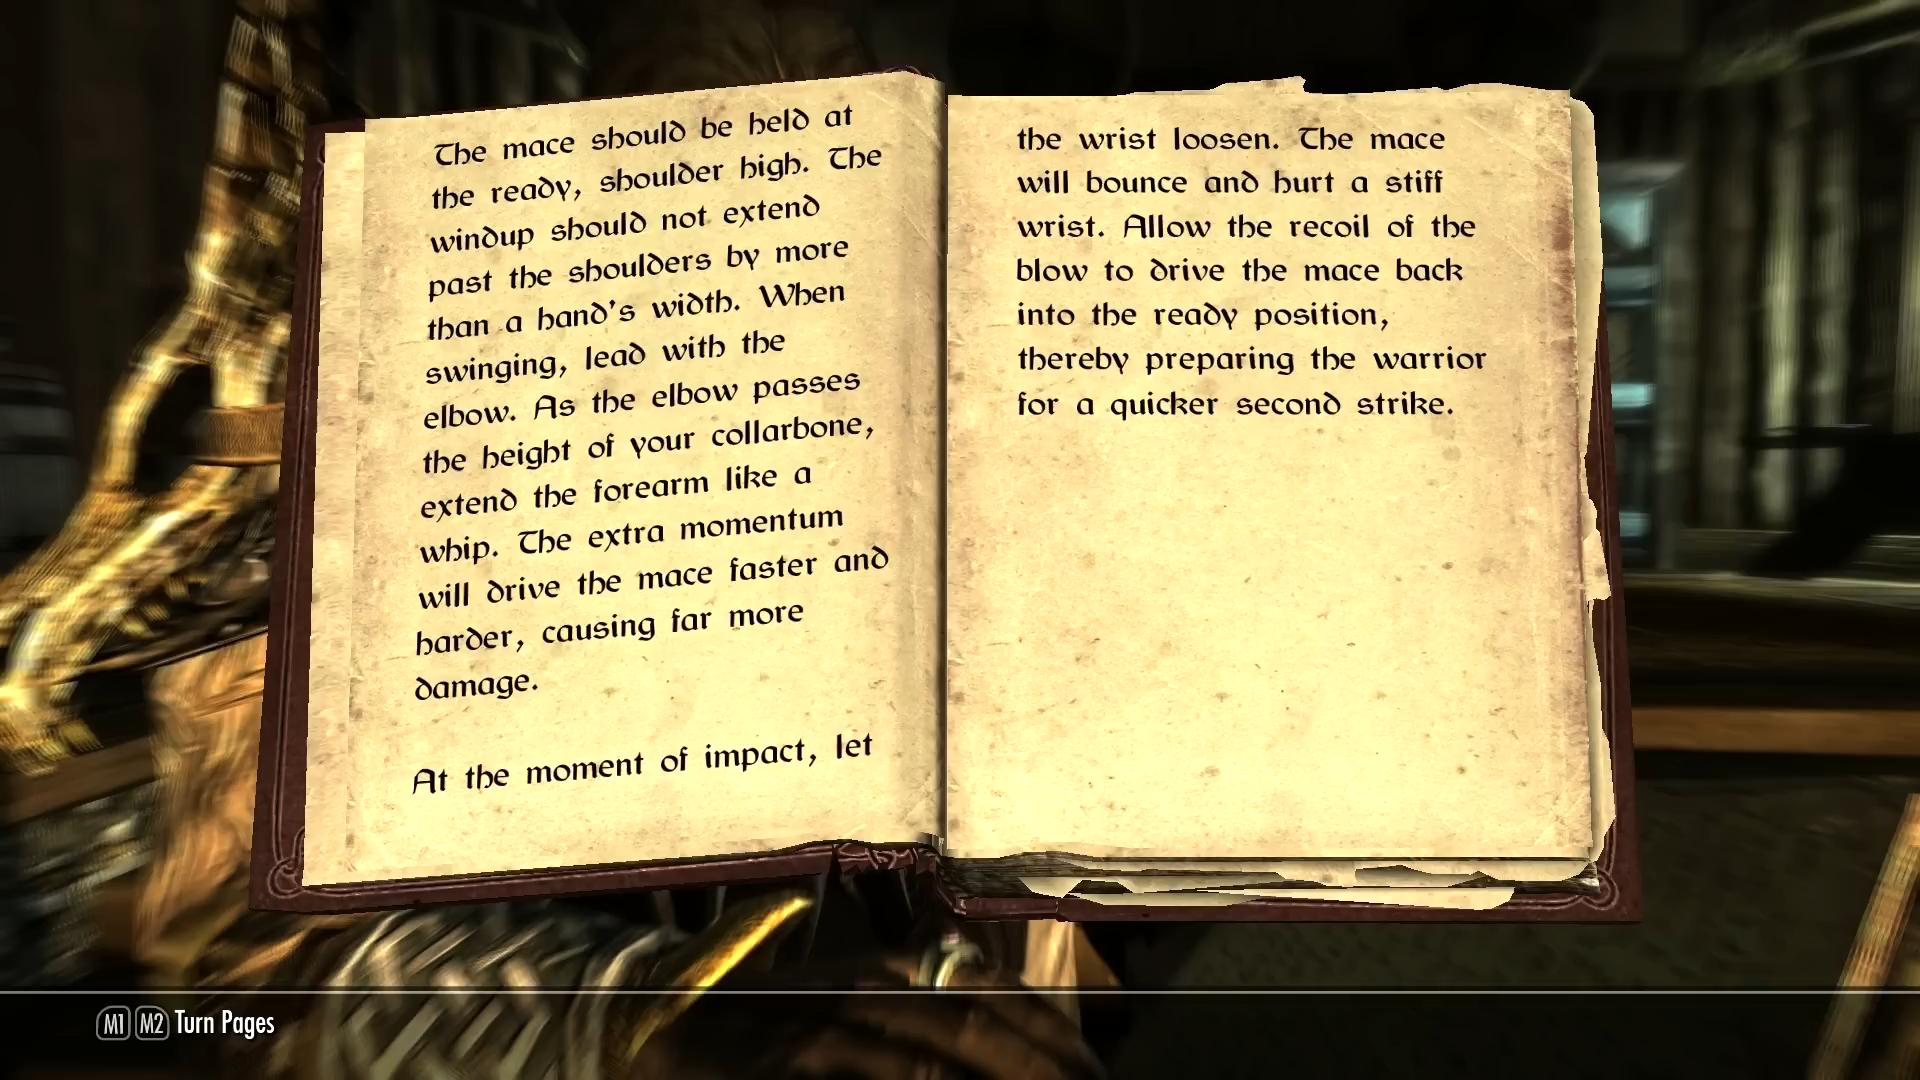 The mace should be held at
the ready, shoulder high. The
windup should not extend
past the shoulders by more
than a hand's width. When
swinging, lead with the
elbow. As the elbow passes
the height of your collarbone,
extend the forearm like a
whip. The extra momentum
will drive the mace faster and
harder, causing far more
damage.
At the moment of impact, let
the wrist loosen. The mace
will bounce and hurt a stiff
wrist. Allow the recoil of the
blow to drive the mace back
into the ready position,
thereby preparing the warrior
for a quicker second strike.
M1 M2 Turn Pages